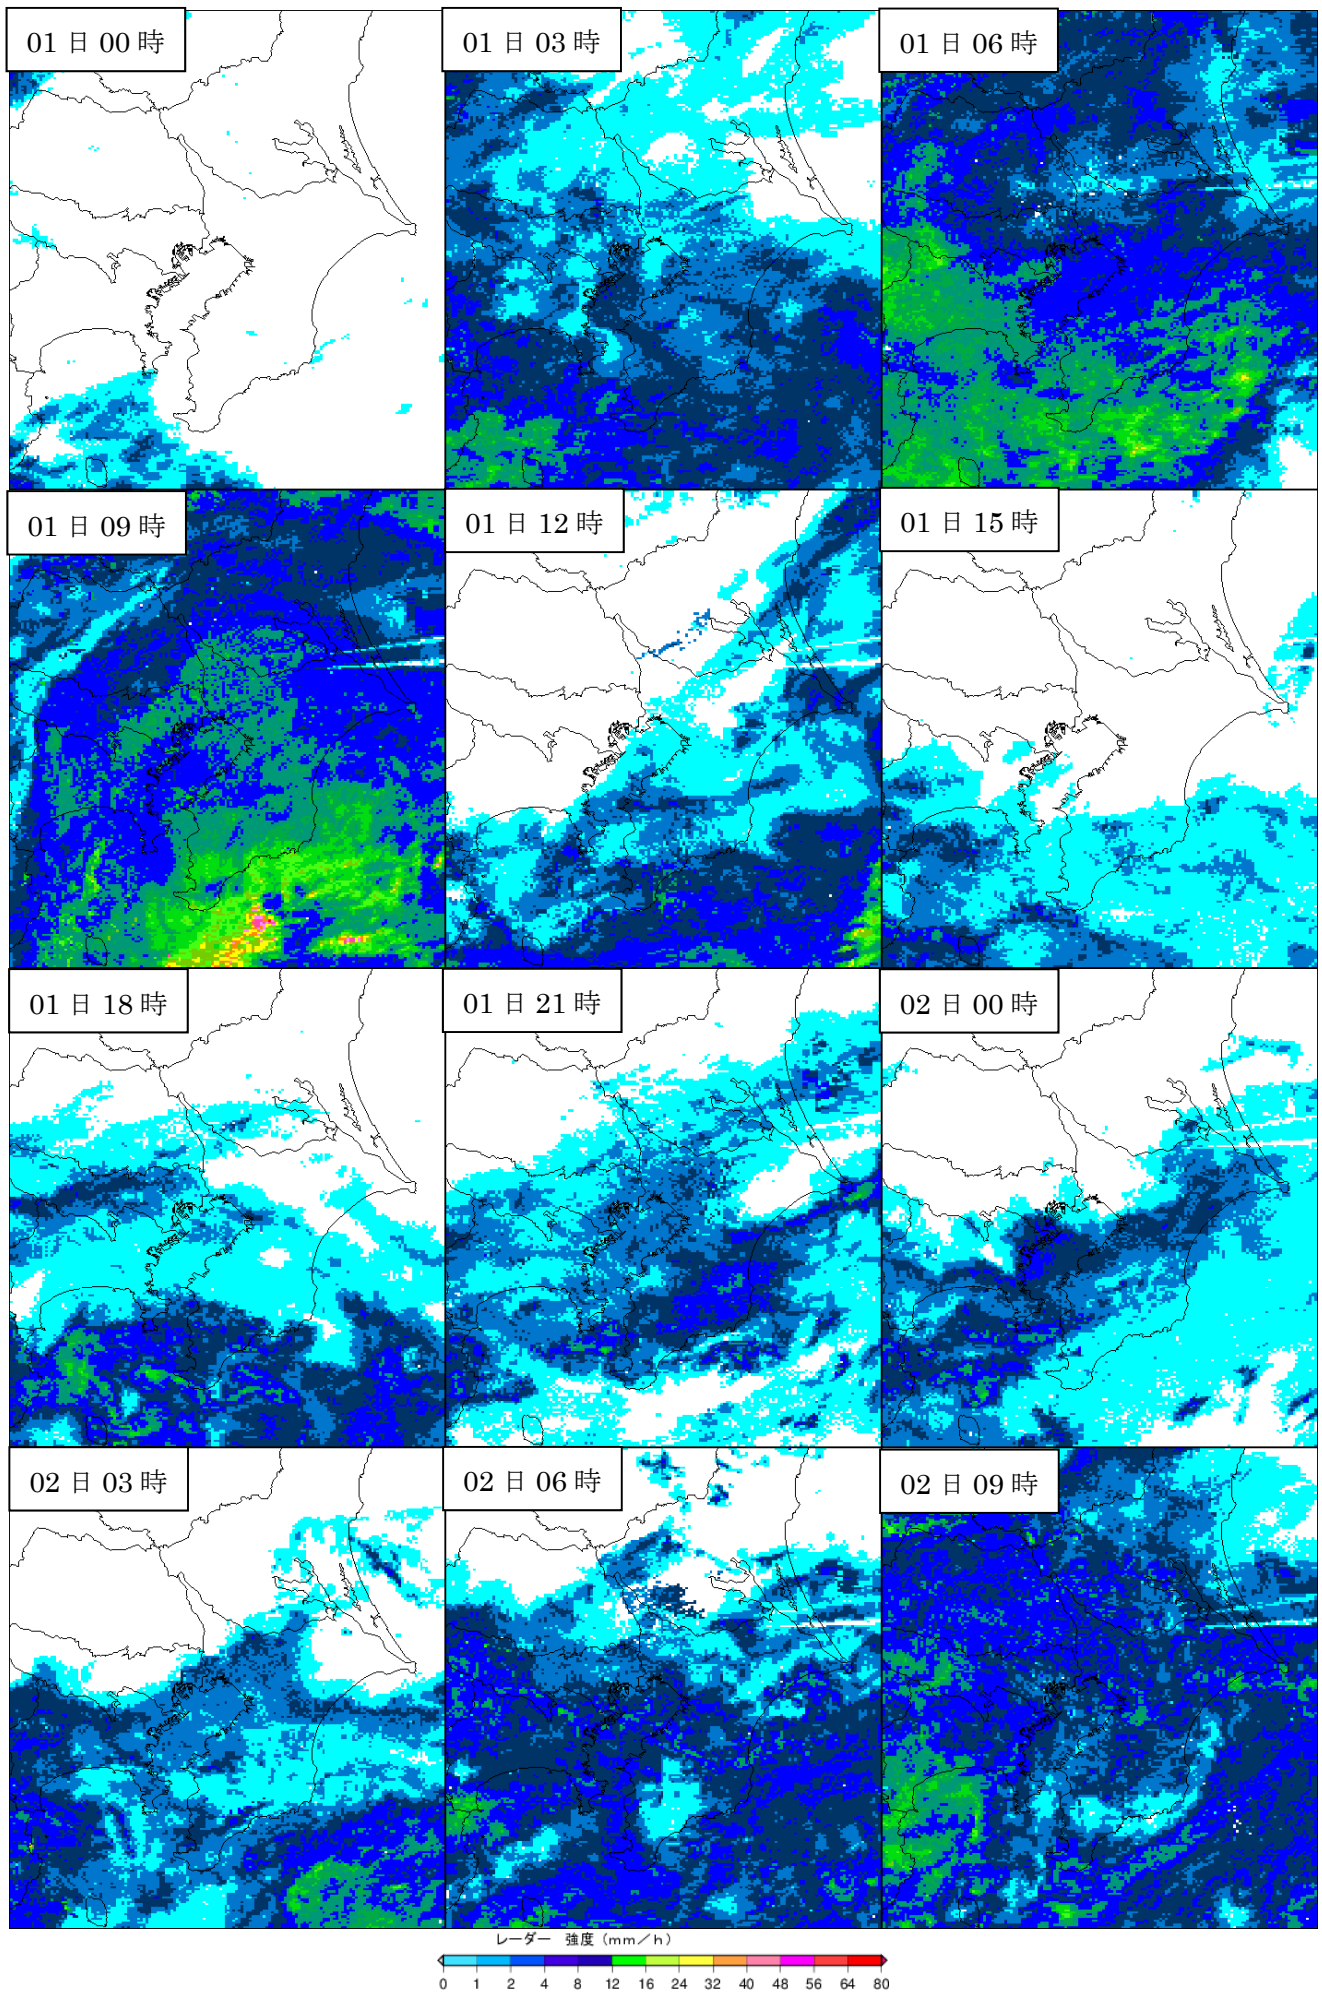 01 日 00 時
01 日 03 時
01 日 06 時
01 日 09 時
01 日 12 時
01 日 15 時
01 日 18 時
01 日 21 時
02 日 00 時
02 日 03 時
02 日 06 時
02 日 09 時
レーダー 強度 (mm/h)
0 1 2 4 8 12 16 24 32 40 48 56 64 80